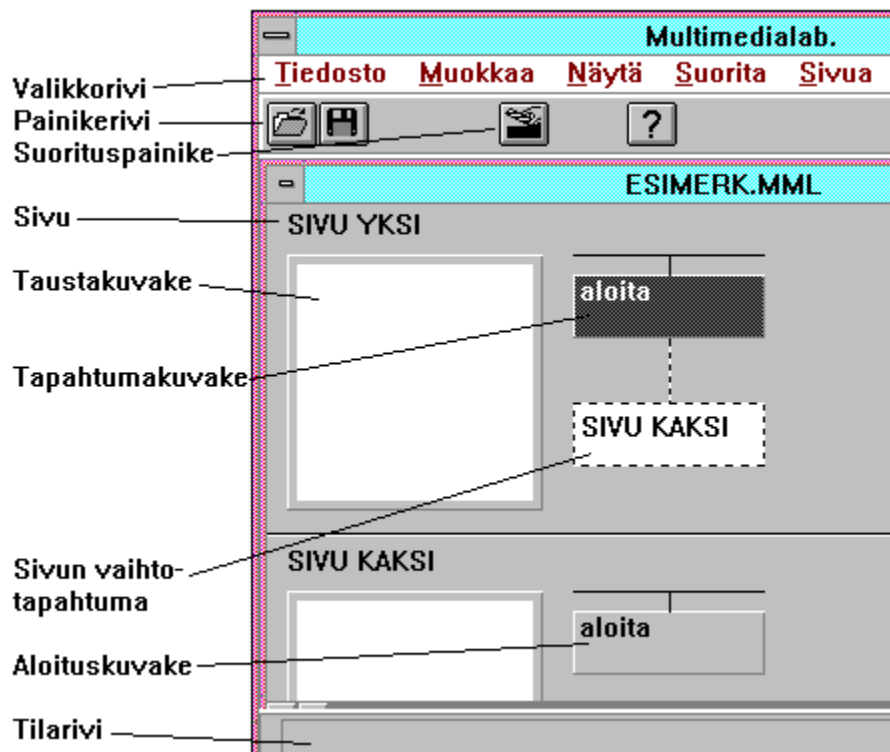 Multimedialab.
Tiedosto Muokkaa Näytä Suorita Sivua
Valikkorivi
Painikerivi
?
Suorituspainike
ESIMERK.MML
Sivu
SIVU YKSI
Taustakuvake
aloita
Tapahtumakuvake
SIVU KAKSI
Sivun vaihto-
tapahtuma
SIVU KAKSI
aloita
Aloituskuvake
Tilarivi